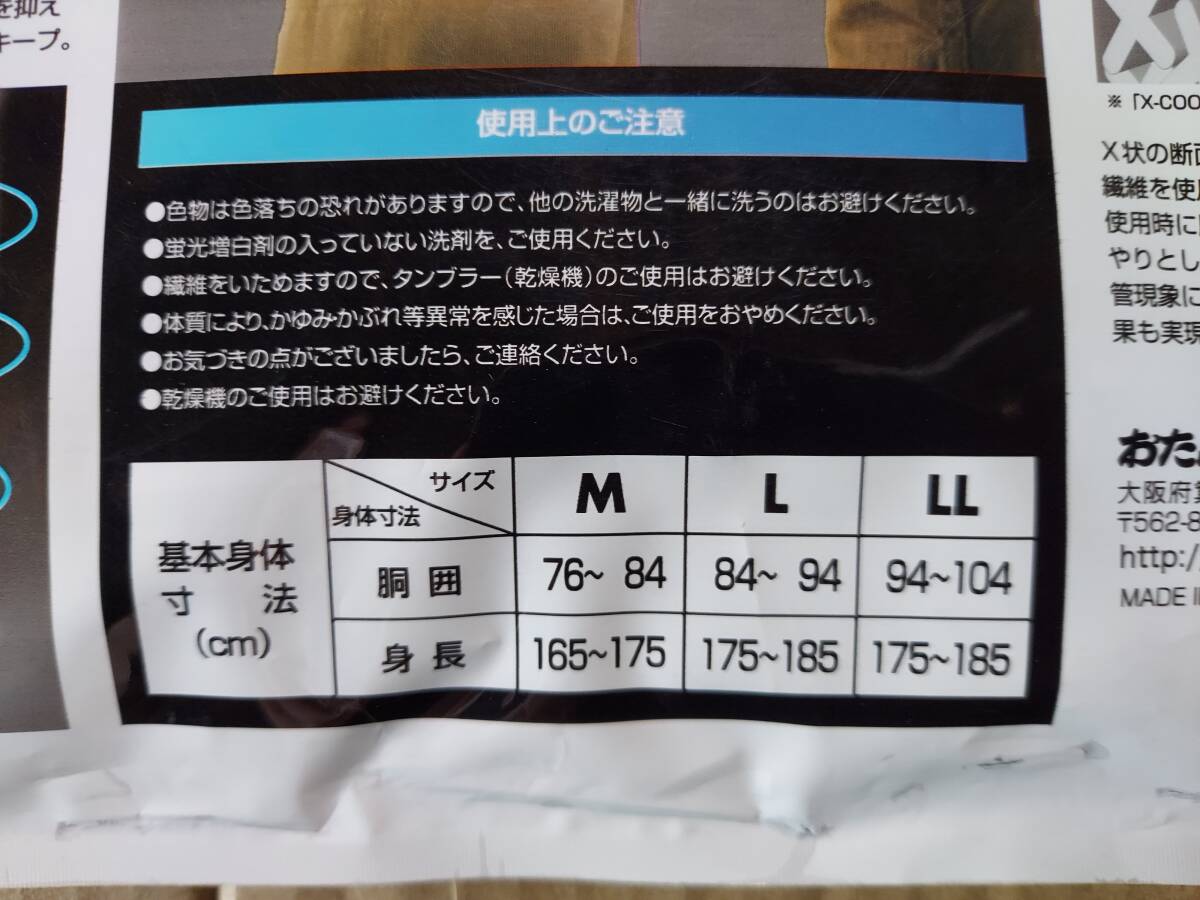 を抑え
キープ。
使用上のご注意
●色物は色落ちの恐れがありますので、他の洗濯物と一緒に洗うのはお避けください。
●蛍光増白剤の入っていない洗剤を、ご使用ください。
●繊維をいためますので、タンブラー(乾燥機)のご使用はお避けください。
●体質により、かゆみ・かぶれ等異常を感じた場合は、ご使用をおやめください。
●お気づきの点がございましたら、ご連絡ください。
●乾燥機のご使用はお避けください。
基本身体
寸 法
(cm)
サイズ
身体寸法
M L LL
胴囲 76~ 84 84~ 94 94~104
身長 165~175 175~185 175~185
※「X-COO
X状の断面
繊維を使用
使用時に
やりとし
管現象に
果も実現
おた
大阪府
〒562-8
http:/
MADE I